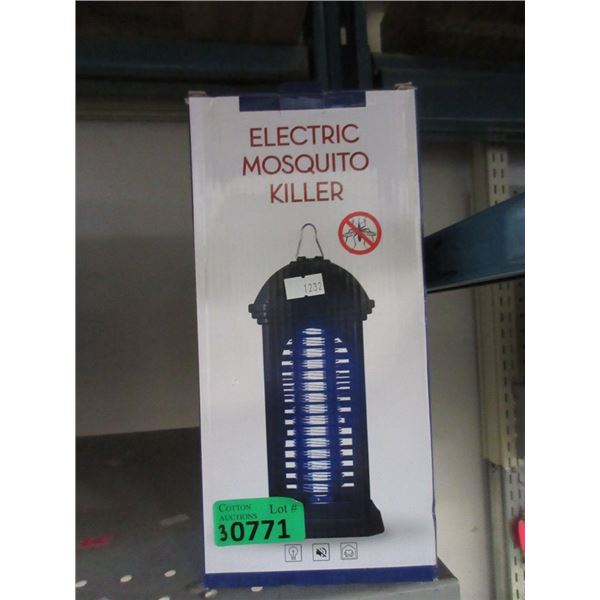 ELECTRIC
MOSQUITO
KILLER
1232
COTTON AUCTIONS Lot #
30771